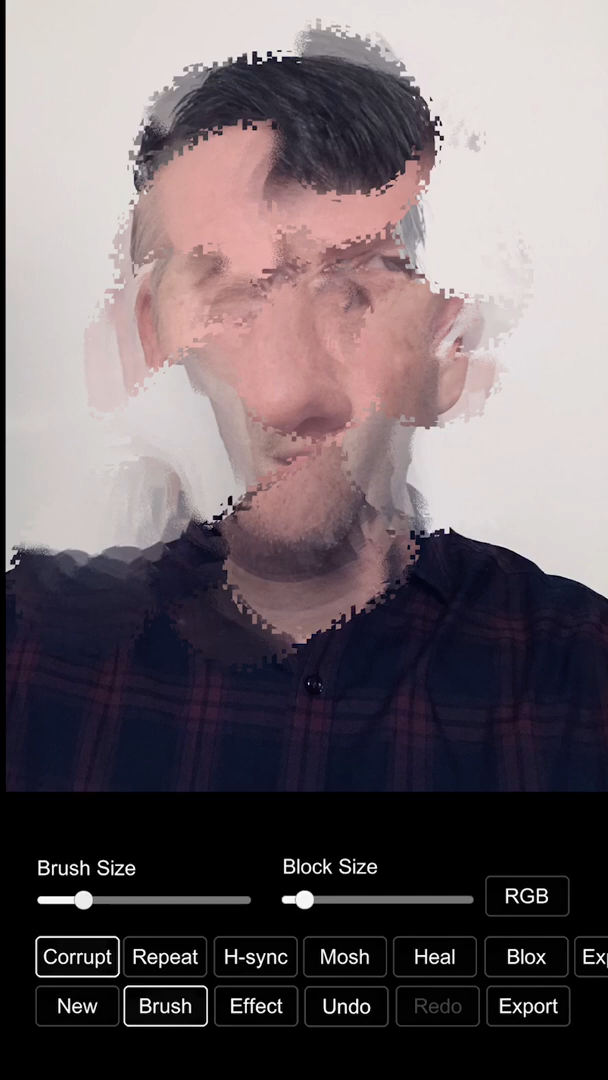 Brush Size
Block Size
RGB
Corrupt Repeat H-sync Mosh Heal Blox
New Brush Effect Undo Redo Export